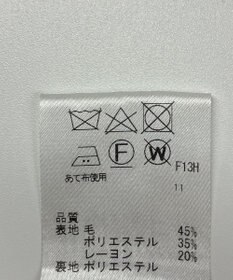 F W F13H
あて布使用 11
品質
表地 毛 45%
ポリエステル 35%
レーヨン 20%
裏地 ポリエステル